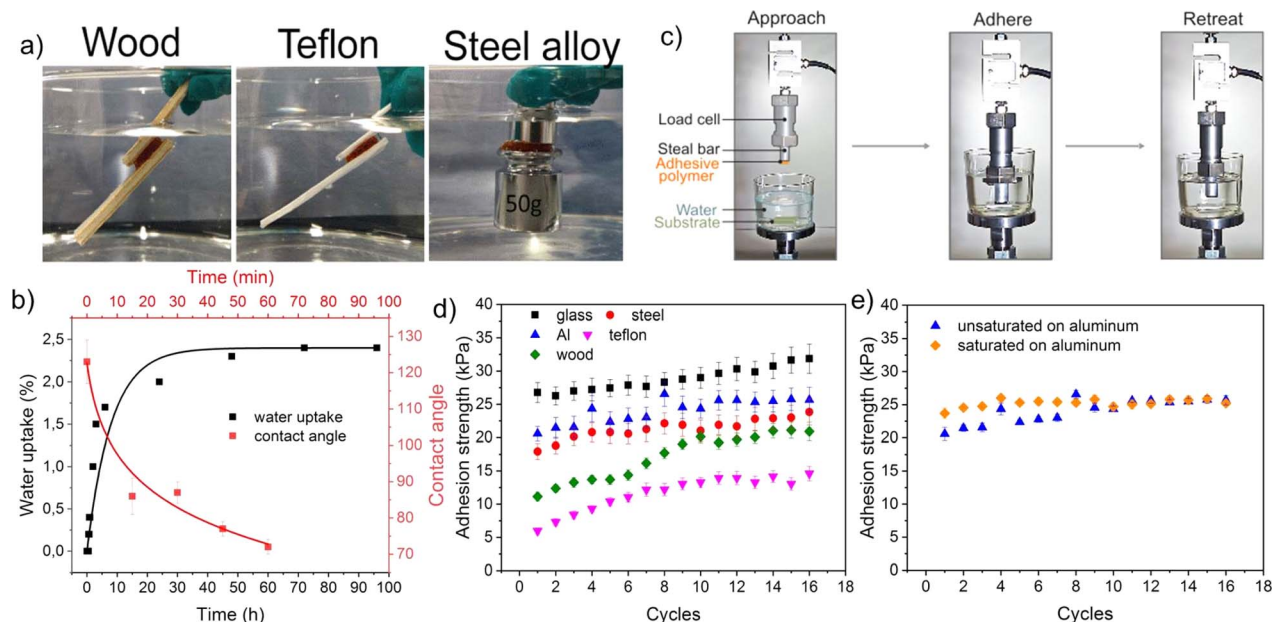 a)
Wood
Teflon
Steel alloy
50g
c)
Approach
Adhere
Retreat
Load cell
Steal bar
Adhesive
polymer
Water
Substrate
b)
Time (min)
0 10 20 30 40 50 60 70 80 90 100
Water uptake (%)
2,5
2,0
1,5
1,0
0,5
0,0
water uptake
contact angle
130
120
110
100
90
80
70
Contact angle
0 10 20 30 40 50 60 70 80 90 100
Time (h)
d)
Adhesion strength (kPa)
40
35
30
25
20
15
10
5
0
glass steel
Al teflon
wood
0 2 4 6 8 10 12 14 16 18
Cycles
e)
Adhesion strength (kPa)
40
35
30
25
20
15
10
5
0
unsaturated on aluminum
saturated on aluminum
0 2 4 6 8 10 12 14 16 18
Cycles